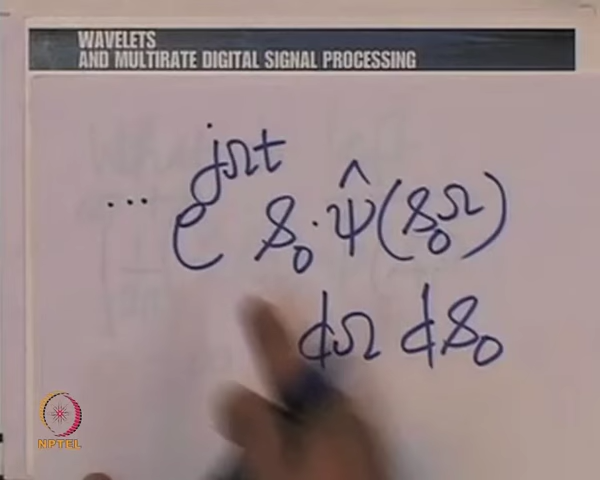 WAVELETS
AND MULTIRATE DIGITAL SIGNAL PROCESSING
... e^{jΩt} s₀ · ψ̂(s₀Ω)
dΩ ds₀
NPTEL